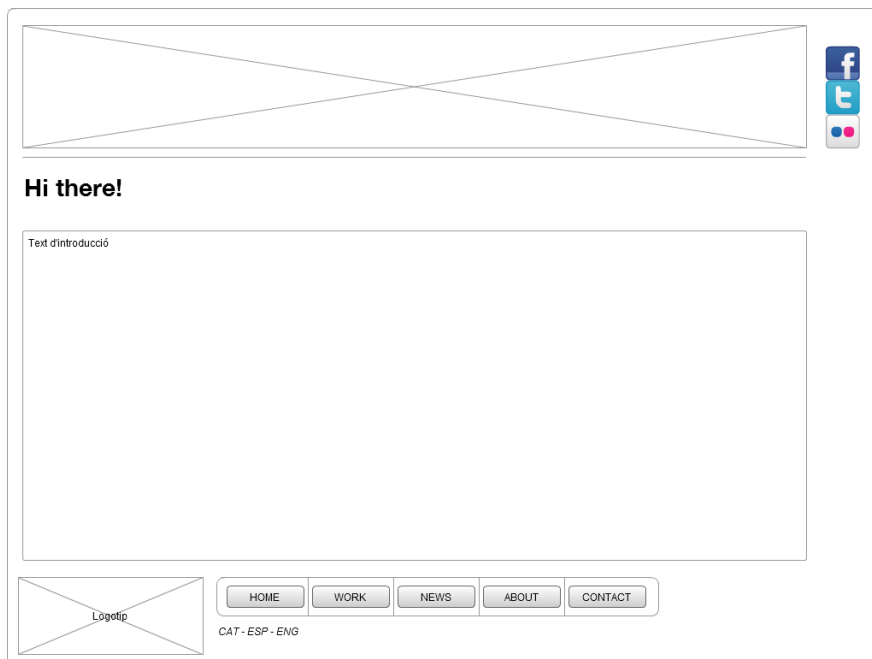 Hi there!
Text d'introducció
Logotip
HOME WORK NEWS ABOUT CONTACT
CAT - ESP - ENG